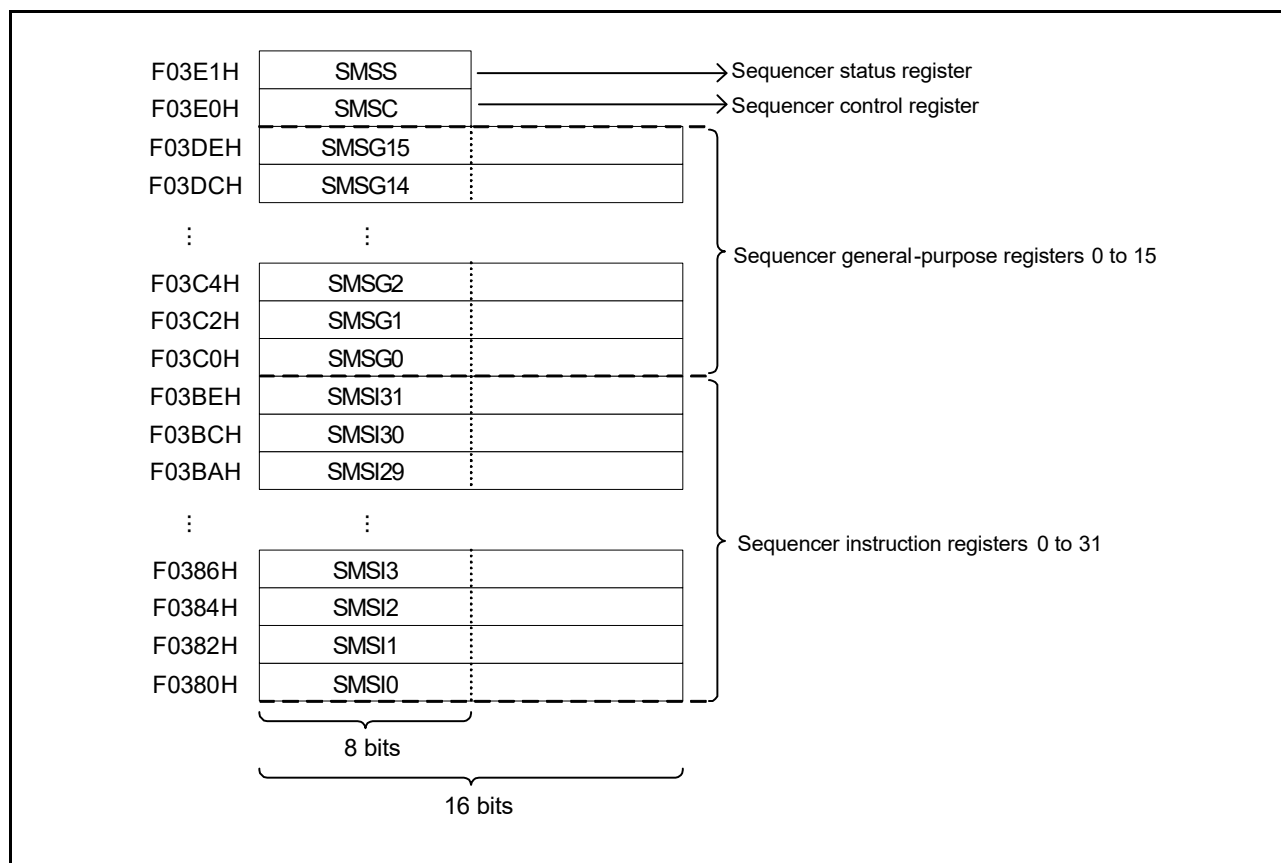 F03E1H SMSS Sequencer status register
F03E0H SMSC Sequencer control register
F03DEH SMSG15
F03DCH SMSG14
⋮ ⋮
Sequencer general-purpose registers 0 to 15
F03C4H SMSG2
F03C2H SMSG1
F03C0H SMSG0
F03BEH SMSI31
F03BCH SMSI30
F03BAH SMSI29
⋮ ⋮
Sequencer instruction registers 0 to 31
F0386H SMSI3
F0384H SMSI2
F0382H SMSI1
F0380H SMSI0
8 bits
16 bits